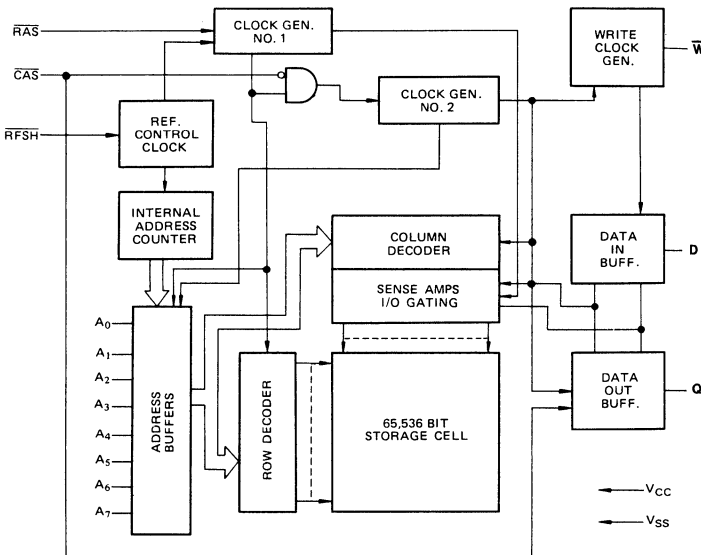 RAS
CLOCK GEN.
NO. 1
WRITE
CLOCK
GEN.
W
CAS
CLOCK GEN.
NO. 2
RFSH
REF.
CONTROL
CLOCK
INTERNAL
ADDRESS
COUNTER
COLUMN
DECODER
DATA
IN
BUFF.
D
SENSE AMPS
I/O GATING
A0
A1
A2
A3
A4
A5
A6
A7
ADDRESS
BUFFERS
ROW DECODER
65,536 BIT
STORAGE CELL
DATA
OUT
BUFF.
Q
VCC
VSS